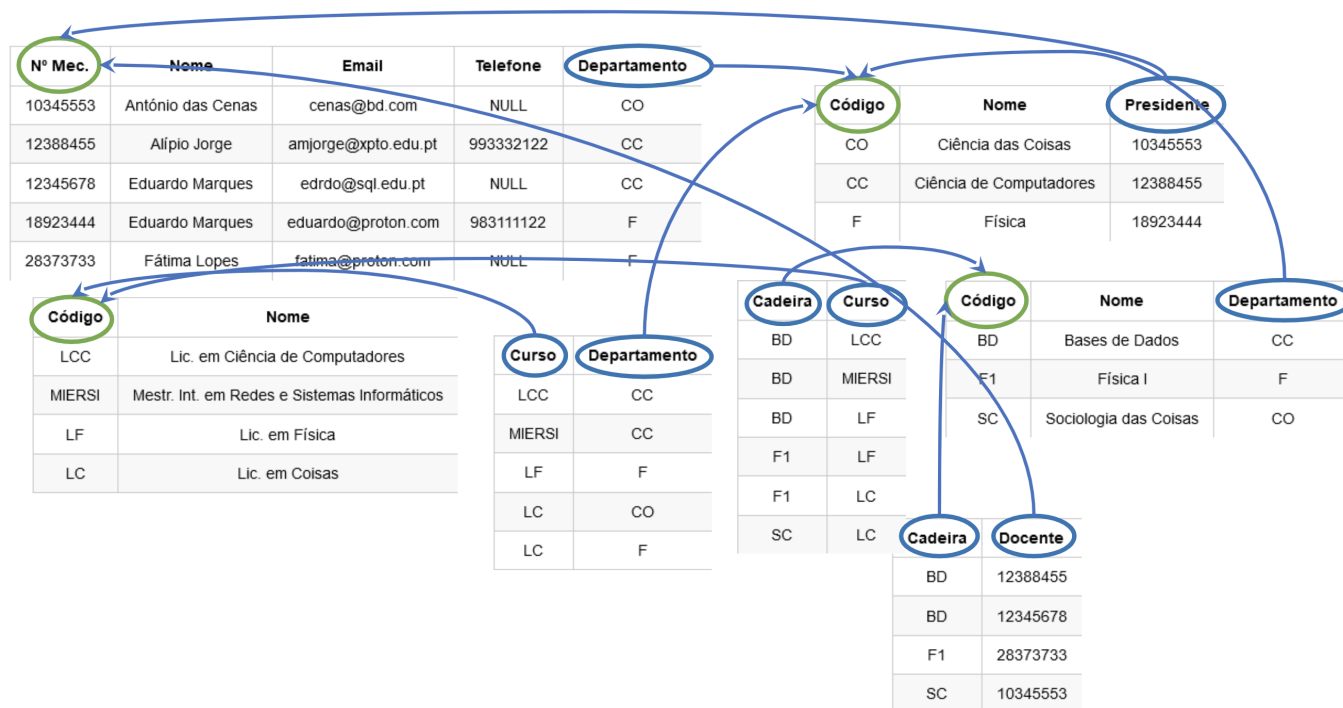 Nº Mec. Nome Email Telefone Departamento
10345553 António das Cenas cenas@bd.com NULL CO
12388455 Alípio Jorge amjorge@xpto.edu.pt 993332122 CC
12345678 Eduardo Marques edrdo@sql.edu.pt NULL CC
18923444 Eduardo Marques eduardo@proton.com 983111122 F
28373733 Fátima Lopes fatima@proton.com NULL F
Código Nome Presidente
CO Ciência das Coisas 10345553
CC Ciência de Computadores 12388455
F Física 18923444
Código Nome
LCC Lic. em Ciência de Computadores
MIERSI Mestr. Int. em Redes e Sistemas Informáticos
LF Lic. em Física
LC Lic. em Coisas
Curso Departamento
LCC CC
MIERSI CC
LF F
LC CO
LC F
Cadeira Curso
BD LCC
BD MIERSI
BD LF
F1 LF
F1 LC
SC LC
Código Nome Departamento
BD Bases de Dados CC
F1 Física I F
SC Sociologia das Coisas CO
Cadeira Docente
BD 12388455
BD 12345678
F1 28373733
SC 10345553